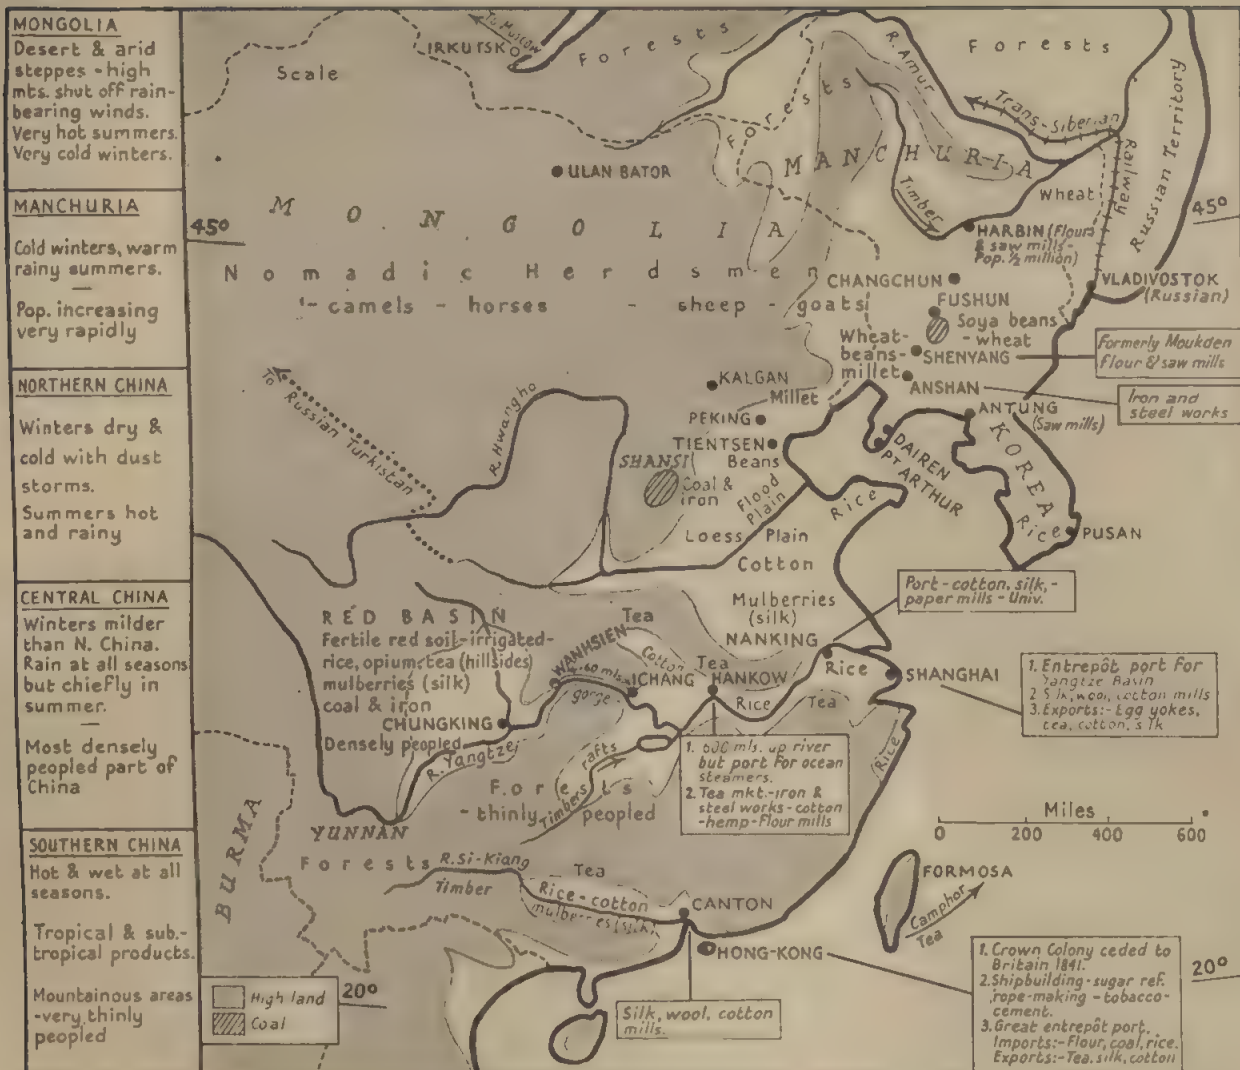 MONGOLIA
Desert & arid
steppes - high
mts. shut off rain-
bearing winds.
Very hot summers.
Very cold winters.
MANCHURIA
Cold winters, warm
rainy summers.
Pop. increasing
very rapidly
NORTHERN CHINA
Winters dry &
cold with dust
storms.
Summers hot
and rainy
CENTRAL CHINA
Winters milder
than N. China.
Rain at all seasons
but chiefly in
summer.
Most densely
peopled part of
China
SOUTHERN CHINA
Hot & wet at all
seasons.
Tropical & sub-
tropical products.
Mountainous areas
-very thinly
peopled
To Moscow
IRKUTSK
Scale
Forests
Forests
Forests
Forests
R. Amur
Trans-Siberian
Railway
Russian Territory
MANCHURIA
Timber
Wheat
ULAN BATOR
45°
45°
MONGOLIA
Nomadic Herdsmen
- camels - horses - sheep - goats
HARBIN (Flour
& saw mills-
Pop. ½ million)
CHANGCHUN
VLADIVOSTOK
(Russian)
FUSHUN
Soya beans
- wheat
Wheat-
beans-
millet
SHENYANG
Formerly Moukden
flour & saw mills
ANSHAN
Iron and
steel works
To Russian Turkistan
R. Hwangho
KALGAN
Millet
PEKING
ANTUNG
(Saw mills)
TIENTSEN
Beans
DAIREN
PT ARTHUR
KOREA
Rice
PUSAN
SHANSI
Coal &
iron
Flood
Plain
Rice
Loess Plain
Cotton
Port-cotton, silk,-
paper mills - Univ.
RED BASIN
Fertile red soil-irrigated-
rice, opium, tea (hillsides)
mulberries (silk)
coal & iron
CHUNGKING
Densely peopled
R. Yangtze
Tea
Mulberries
(silk)
NANKING
WANHSIEN
gorge
Cotton
ICHANG
Tea
HANKOW
Rice
Rice
Tea
SHANGHAI
1. Entrepôt port for
Yangtze Basin
2. Silk, wool, cotton mills
3. Exports:- Egg yokes,
tea, cotton, silk
(Rice)
1. 600 mls. up river
but port for ocean
steamers.
2. Tea mkt.-iron &
steel works-cotton
-hemp-flour mills
Timbers rafts
Forests
-thinly peopled
YUNNAN
BURMA
Forests
R. Si-Kiang
Timber
Tea
Rice-cotton
mulberries (silk)
CANTON
Miles
0 200 400 600
FORMOSA
Camphor
Tea
HONG-KONG
1. Crown Colony ceded to
Britain 1841.
2. Shipbuilding-sugar ref.
rope-making - tobacco-
cement.
3. Great entrepôt port.
Imports:-Flour, coal, rice.
Exports:-Tea, silk, cotton
20°
20°
High land
Coal
Silk, wool, cotton
mills.